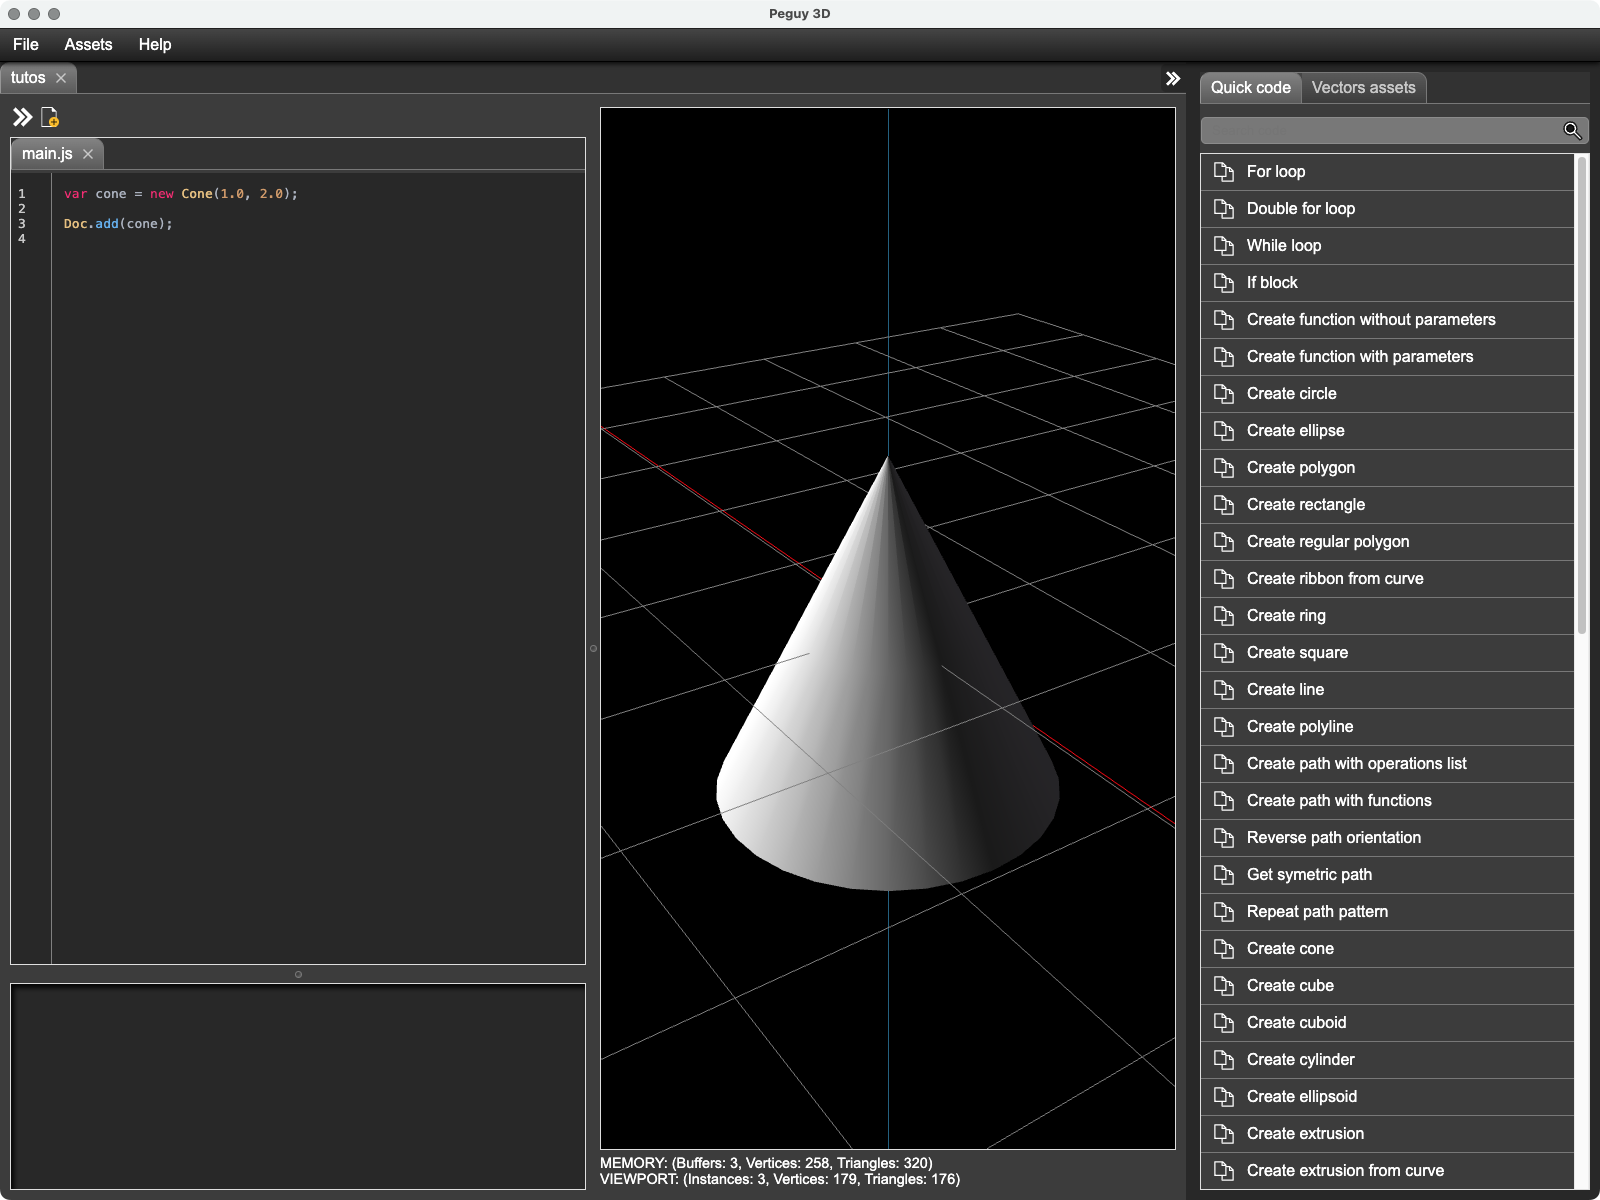 Peguy 3D
File Assets Help
tutos
Quick code Vectors assets
main.js
1 var cone = new Cone(1.0, 2.0);
2
3 Doc.add(cone);
4
For loop
Double for loop
While loop
If block
Create function without parameters
Create function with parameters
Create circle
Create ellipse
Create polygon
Create rectangle
Create regular polygon
Create ribbon from curve
Create ring
Create square
Create line
Create polyline
Create path with operations list
Create path with functions
Reverse path orientation
Get symetric path
Repeat path pattern
Create cone
Create cube
Create cuboid
Create cylinder
Create ellipsoid
Create extrusion
Create extrusion from curve
MEMORY: (Buffers: 3, Vertices: 258, Triangles: 320)
VIEWPORT: (Instances: 3, Vertices: 179, Triangles: 176)